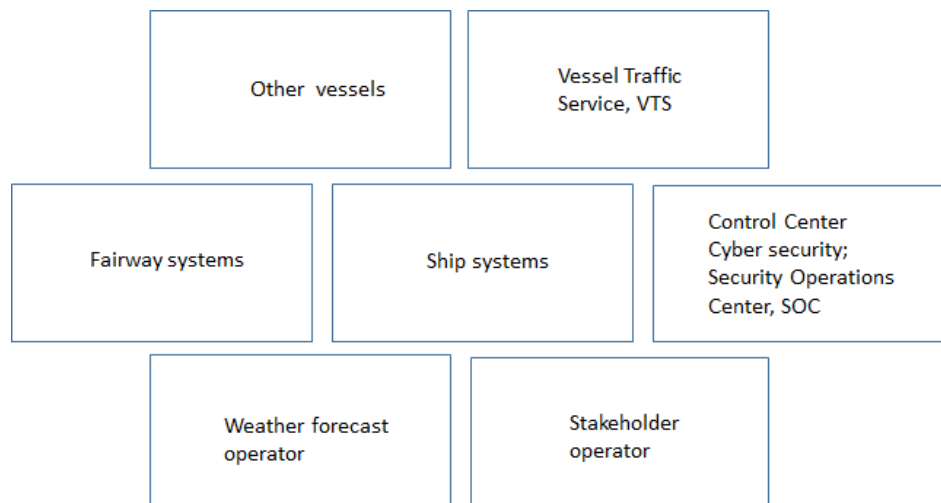 Other vessels
Vessel Traffic
Service, VTS
Fairway systems
Ship systems
Control Center
Cyber security;
Security Operations
Center, SOC
Weather forecast
operator
Stakeholder
operator